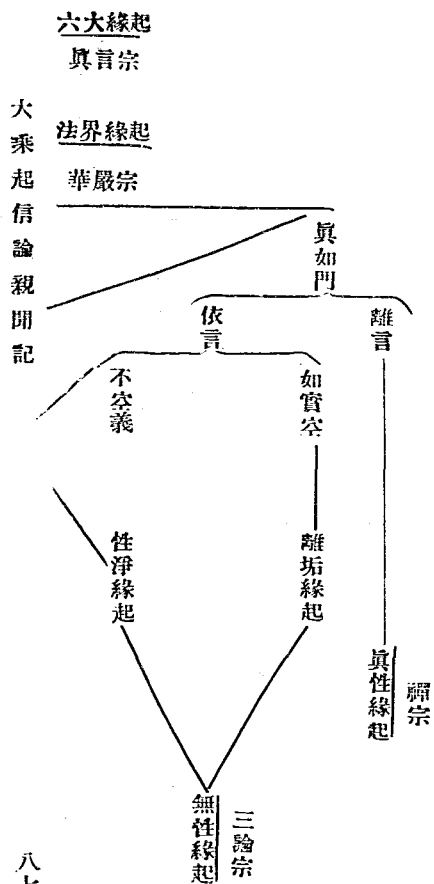 六大緣起
眞言宗
法界緣起
華嚴宗
眞如門
離言
依言
如實空
不空義
離垢緣起
性淨緣起
禪宗
眞性緣起
三論宗
無性緣起
大乘起信論親聞記
八七